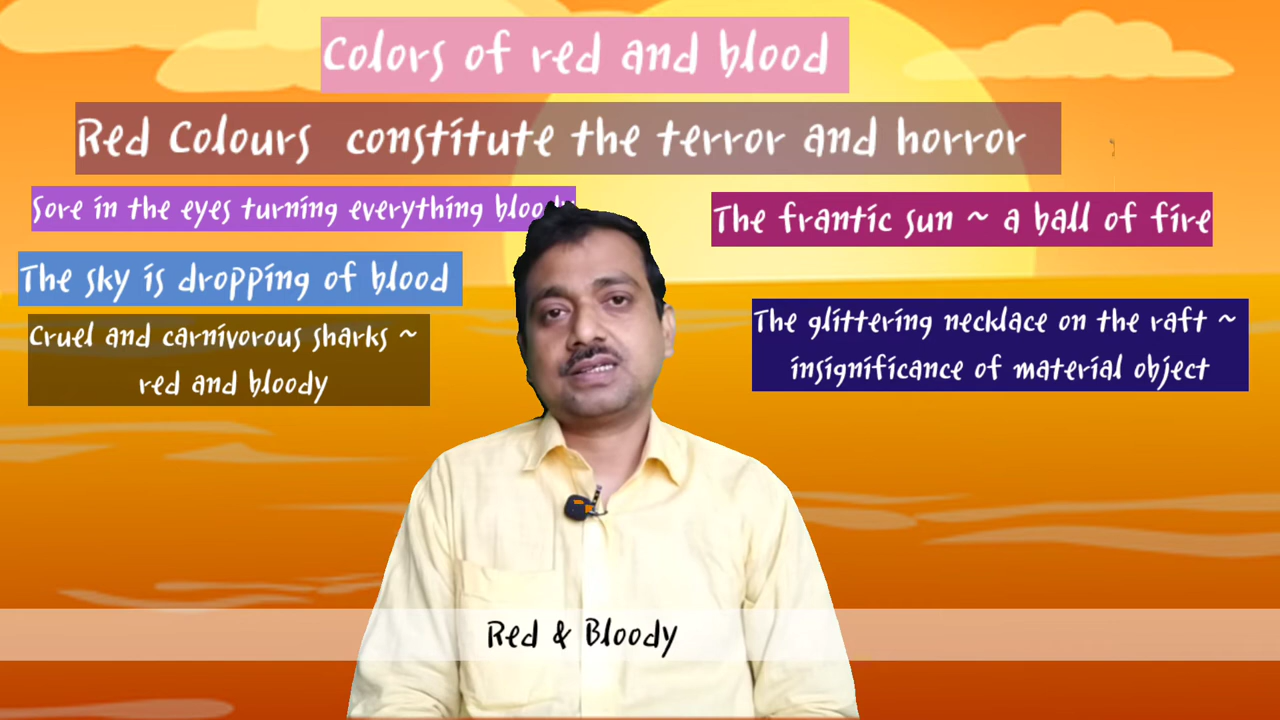 Colors of red and blood
Red Colours constitute the terror and horror
Sore in the eyes turning everything bloody
The frantic sun ~ a ball of fire
The sky is dropping of blood
Cruel and carnivorous sharks ~
red and bloody
The glittering necklace on the raft ~
insignificance of material object
Red & Bloody